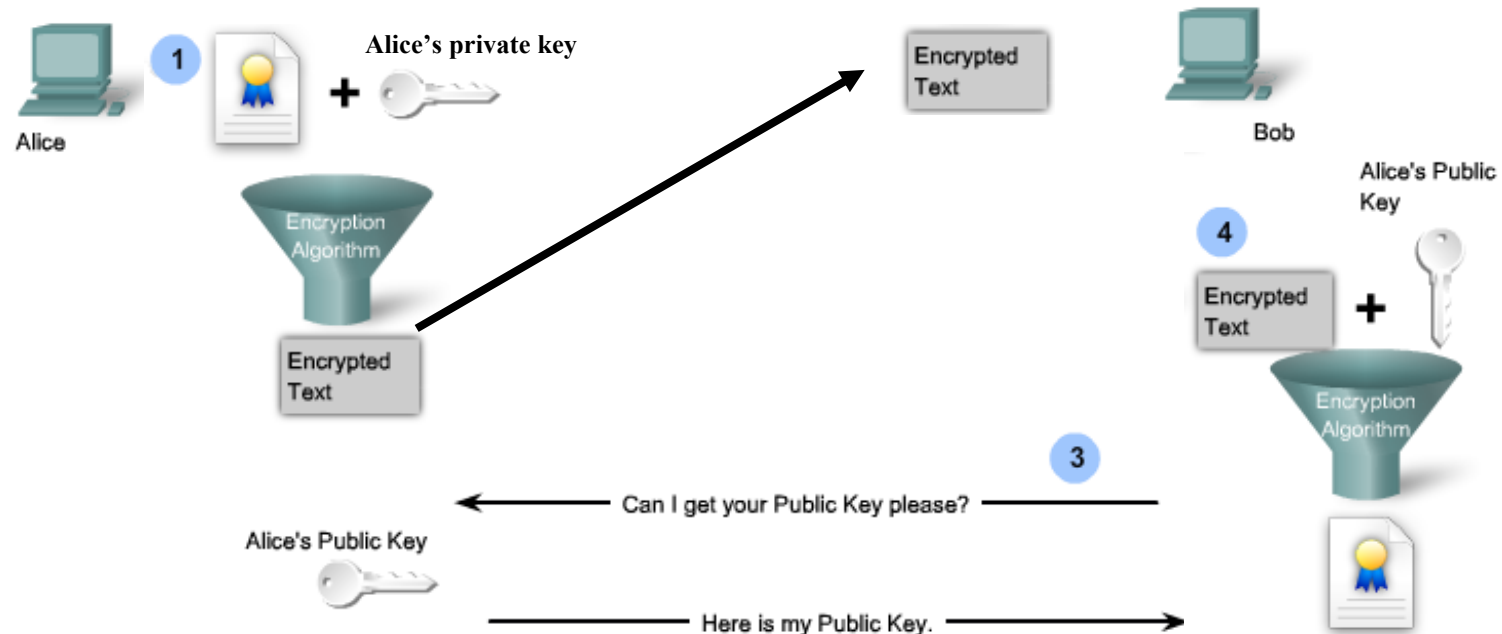 Alice
1
Alice's private key
Encryption
Algorithm
Encrypted
Text
Encrypted
Text
Bob
Alice's Public
Key
4
Encrypted
Text
Encryption
Algorithm
3
Can I get your Public Key please?
Alice's Public Key
Here is my Public Key.